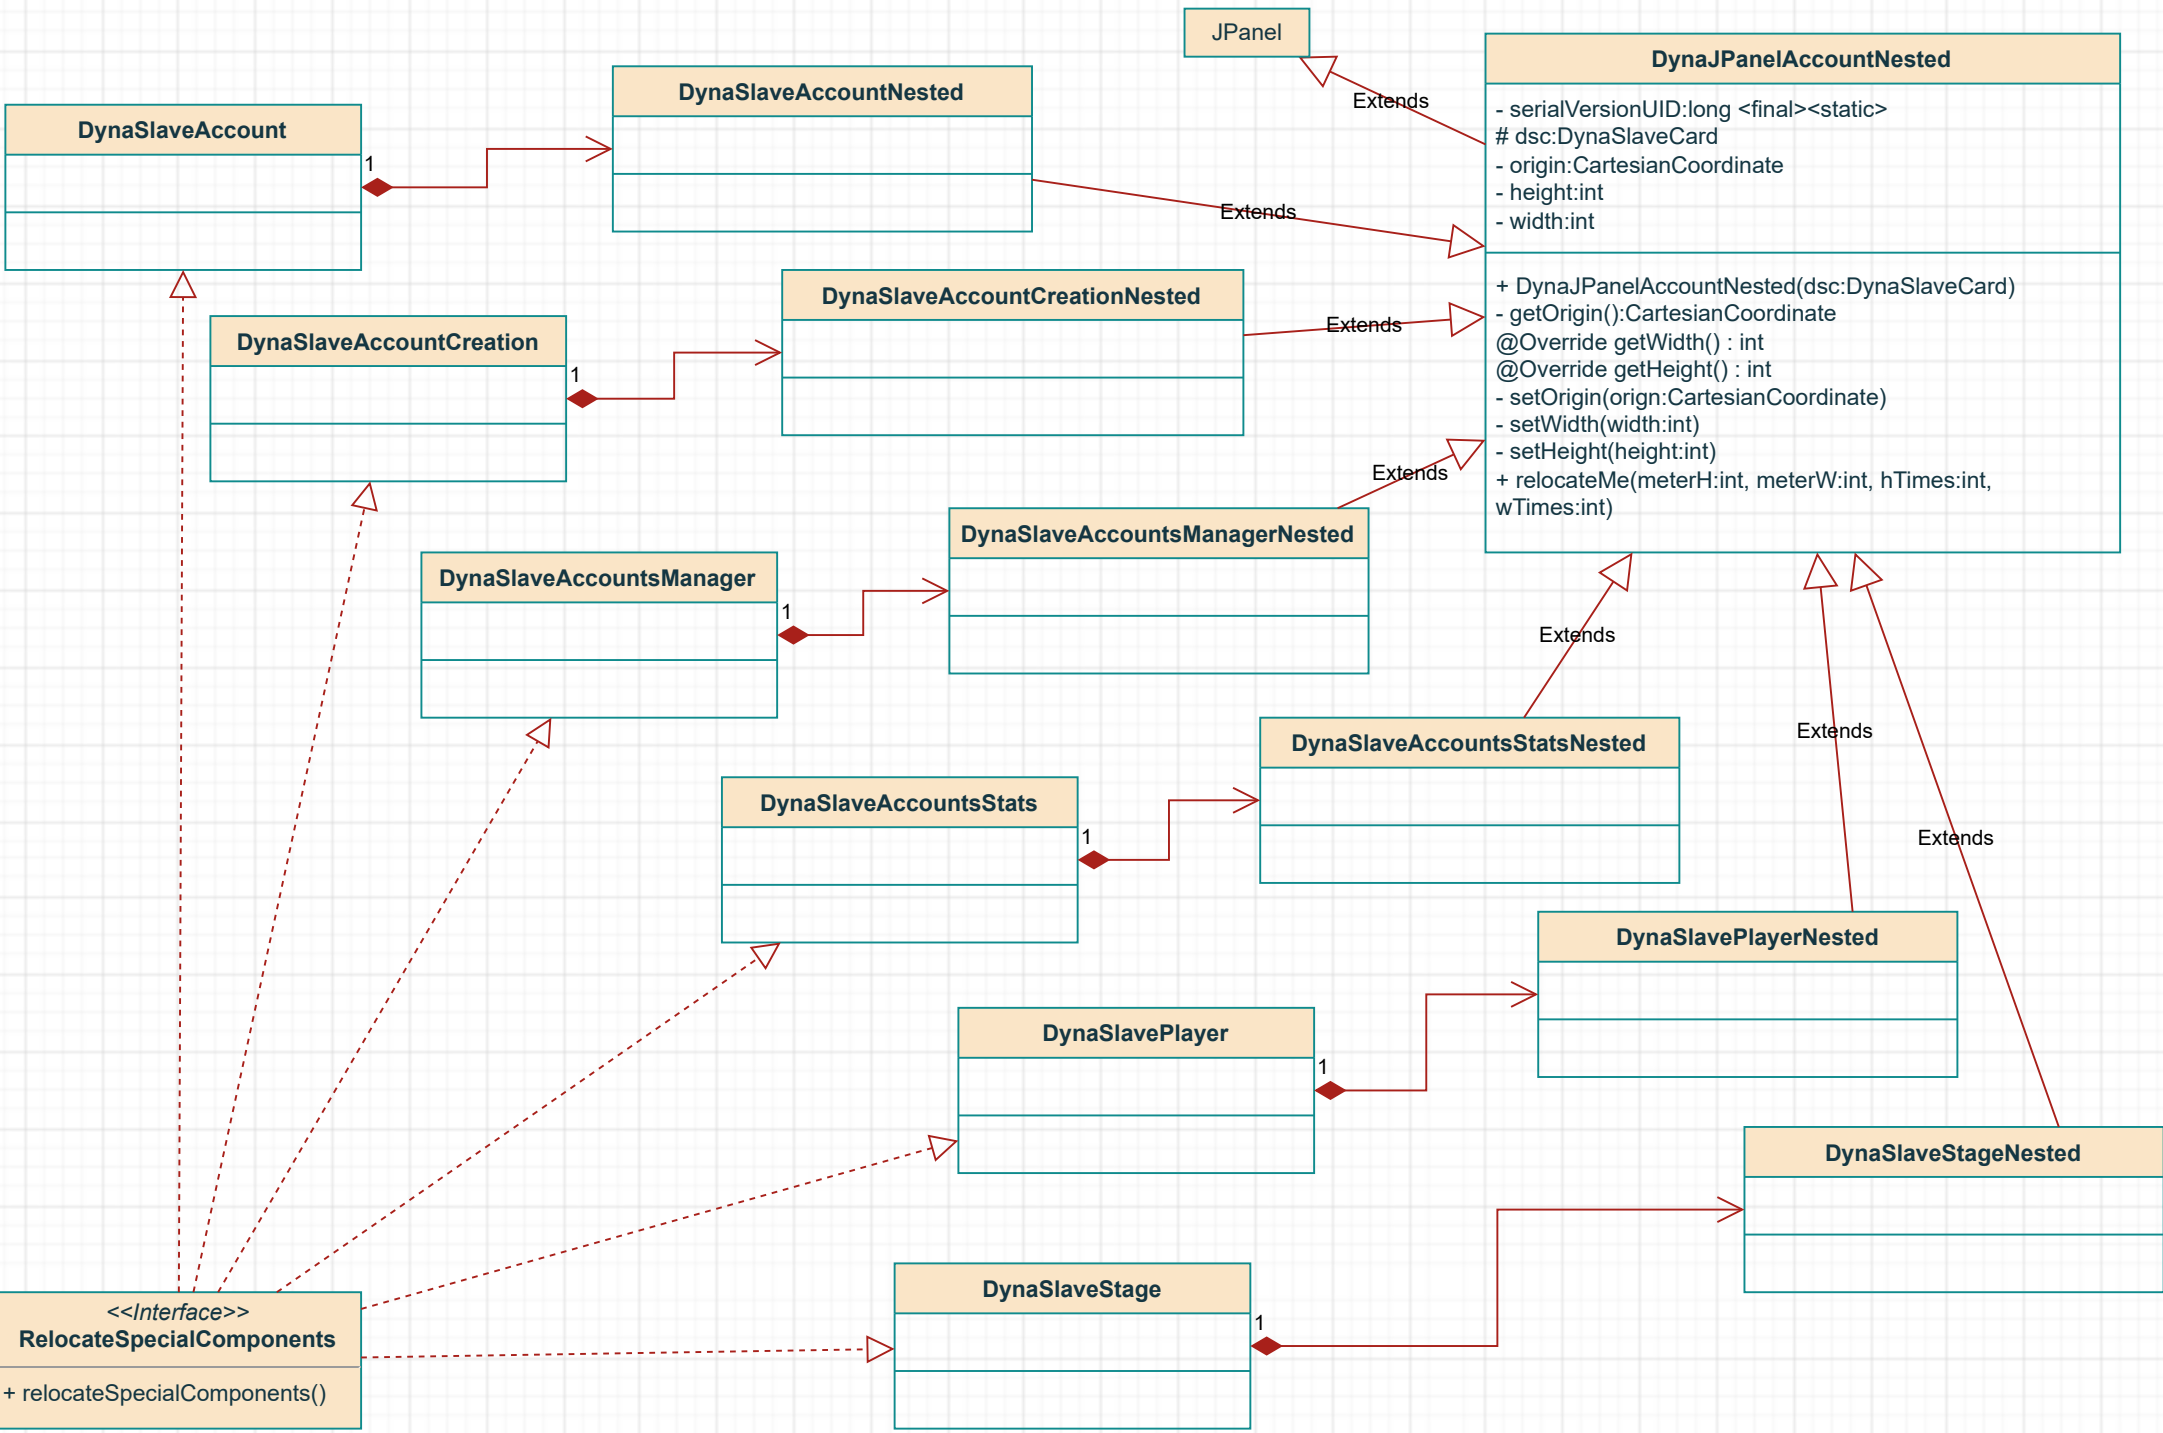 JPanel
DynaJPanelAccountNested
- serialVersionUID:long <final><static>
# dsc:DynaSlaveCard
- origin:CartesianCoordinate
- height:int
- width:int
+ DynaJPanelAccountNested(dsc:DynaSlaveCard)
- getOrigin():CartesianCoordinate
@Override getWidth() : int
@Override getHeight() : int
- setOrigin(orign:CartesianCoordinate)
- setWidth(width:int)
- setHeight(height:int)
+ relocateMe(meterH:int, meterW:int, hTimes:int,
wTimes:int)
Extends
DynaSlaveAccountNested
DynaSlaveAccount
1
Extends
DynaSlaveAccountCreationNested
DynaSlaveAccountCreation
1
Extends
DynaSlaveAccountsManagerNested
DynaSlaveAccountsManager
1
Extends
DynaSlaveAccountsStatsNested
DynaSlaveAccountsStats
1
Extends
DynaSlavePlayerNested
DynaSlavePlayer
1
Extends
DynaSlaveStageNested
DynaSlaveStage
1
Extends
<<Interface>>
RelocateSpecialComponents
+ relocateSpecialComponents()